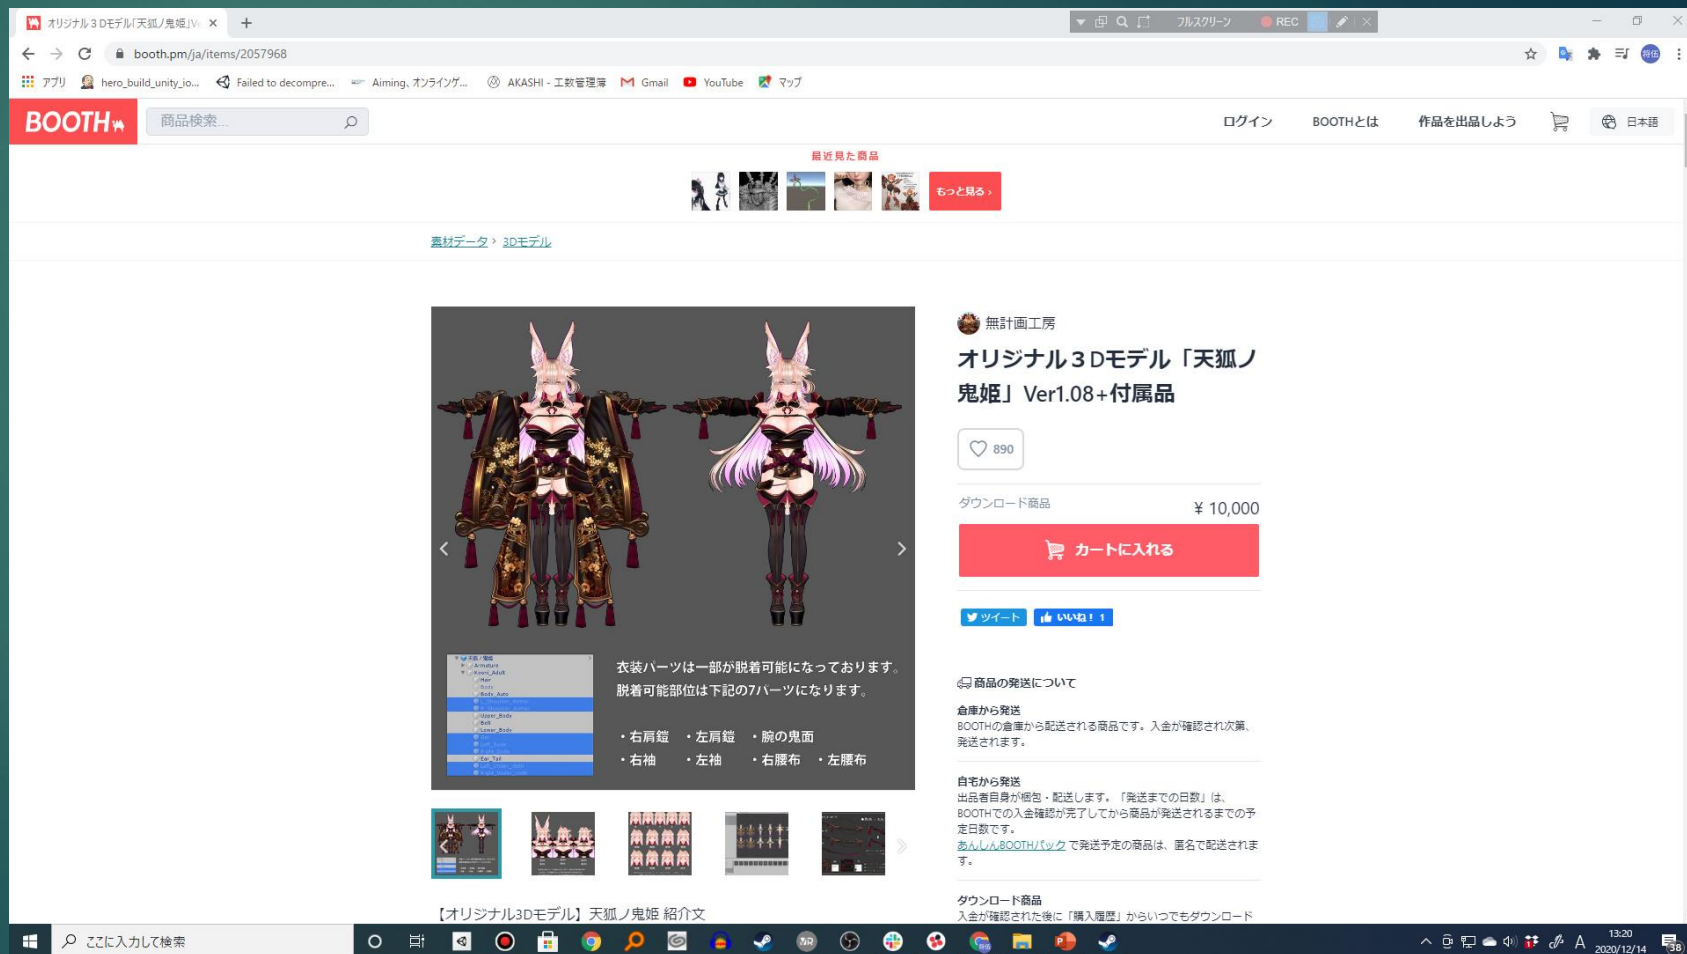 オリジナル３Dモデル「天狐ノ鬼姫」V
フルスクリーン
REC
booth.pm/ja/items/2057968
将伍
アプリ
hero_build_unity_io...
Failed to decompre...
Aiming、オンラインゲ...
AKASHI - 工数管理簿
Gmail
YouTube
マップ
BOOTH
商品検索...
ログイン
BOOTHとは
作品を出品しよう
日本語
最近見た商品
もっと見る ›
素材データ › 3Dモデル
無計画工房
オリジナル３Dモデル「天狐ノ
鬼姫」Ver1.08+付属品
890
ダウンロード商品
¥ 10,000
カートに入れる
ツイート
いいね！ 1
商品の発送について
倉庫から発送
BOOTHの倉庫から配送される商品です。入金が確認され次第、
発送されます。
自宅から発送
出品者自身が梱包・配送します。「発送までの日数」は、
BOOTHでの入金確認が完了してから商品が発送されるまでの予
定日数です。
あんしんBOOTHパック で発送予定の商品は、匿名で配送されま
す。
ダウンロード商品
入金が確認された後に「購入履歴」からいつでもダウンロード
天狐ノ鬼姫
Armature
Hair
Body
Body_Auto
Upper_Body
Belt
Lower_Body
Ear_Tail
衣装パーツは一部が脱着可能になっております。
脱着可能部位は下記の7パーツになります。
・右肩鎧　・左肩鎧　・腕の鬼面
・右袖　・左袖　・右腰布　・左腰布
【オリジナル3Dモデル】天狐ノ鬼姫 紹介文
ここに入力して検索
A
13:20
2020/12/14
38